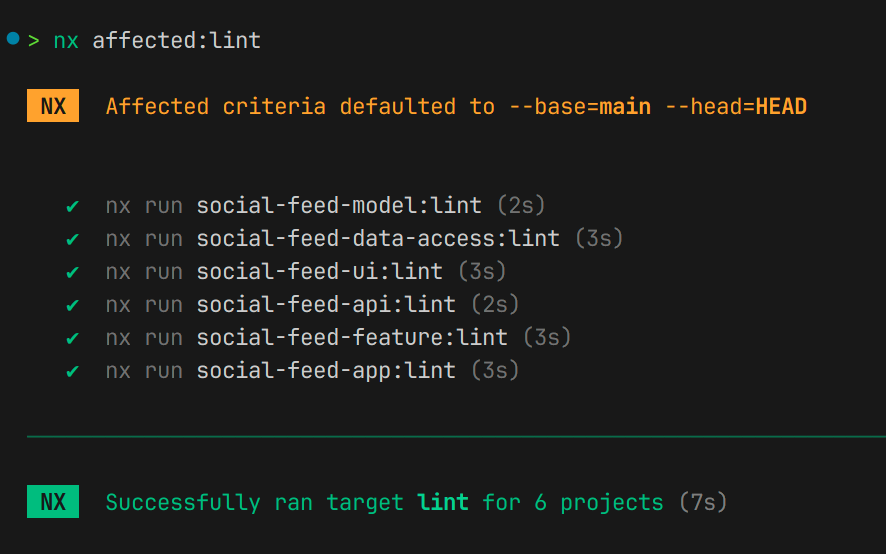 > nx affected:lint
NX Affected criteria defaulted to --base=main --head=HEAD
✔ nx run social-feed-model:lint (2s)
✔ nx run social-feed-data-access:lint (3s)
✔ nx run social-feed-ui:lint (3s)
✔ nx run social-feed-api:lint (2s)
✔ nx run social-feed-feature:lint (3s)
✔ nx run social-feed-app:lint (3s)
NX Successfully ran target lint for 6 projects (7s)